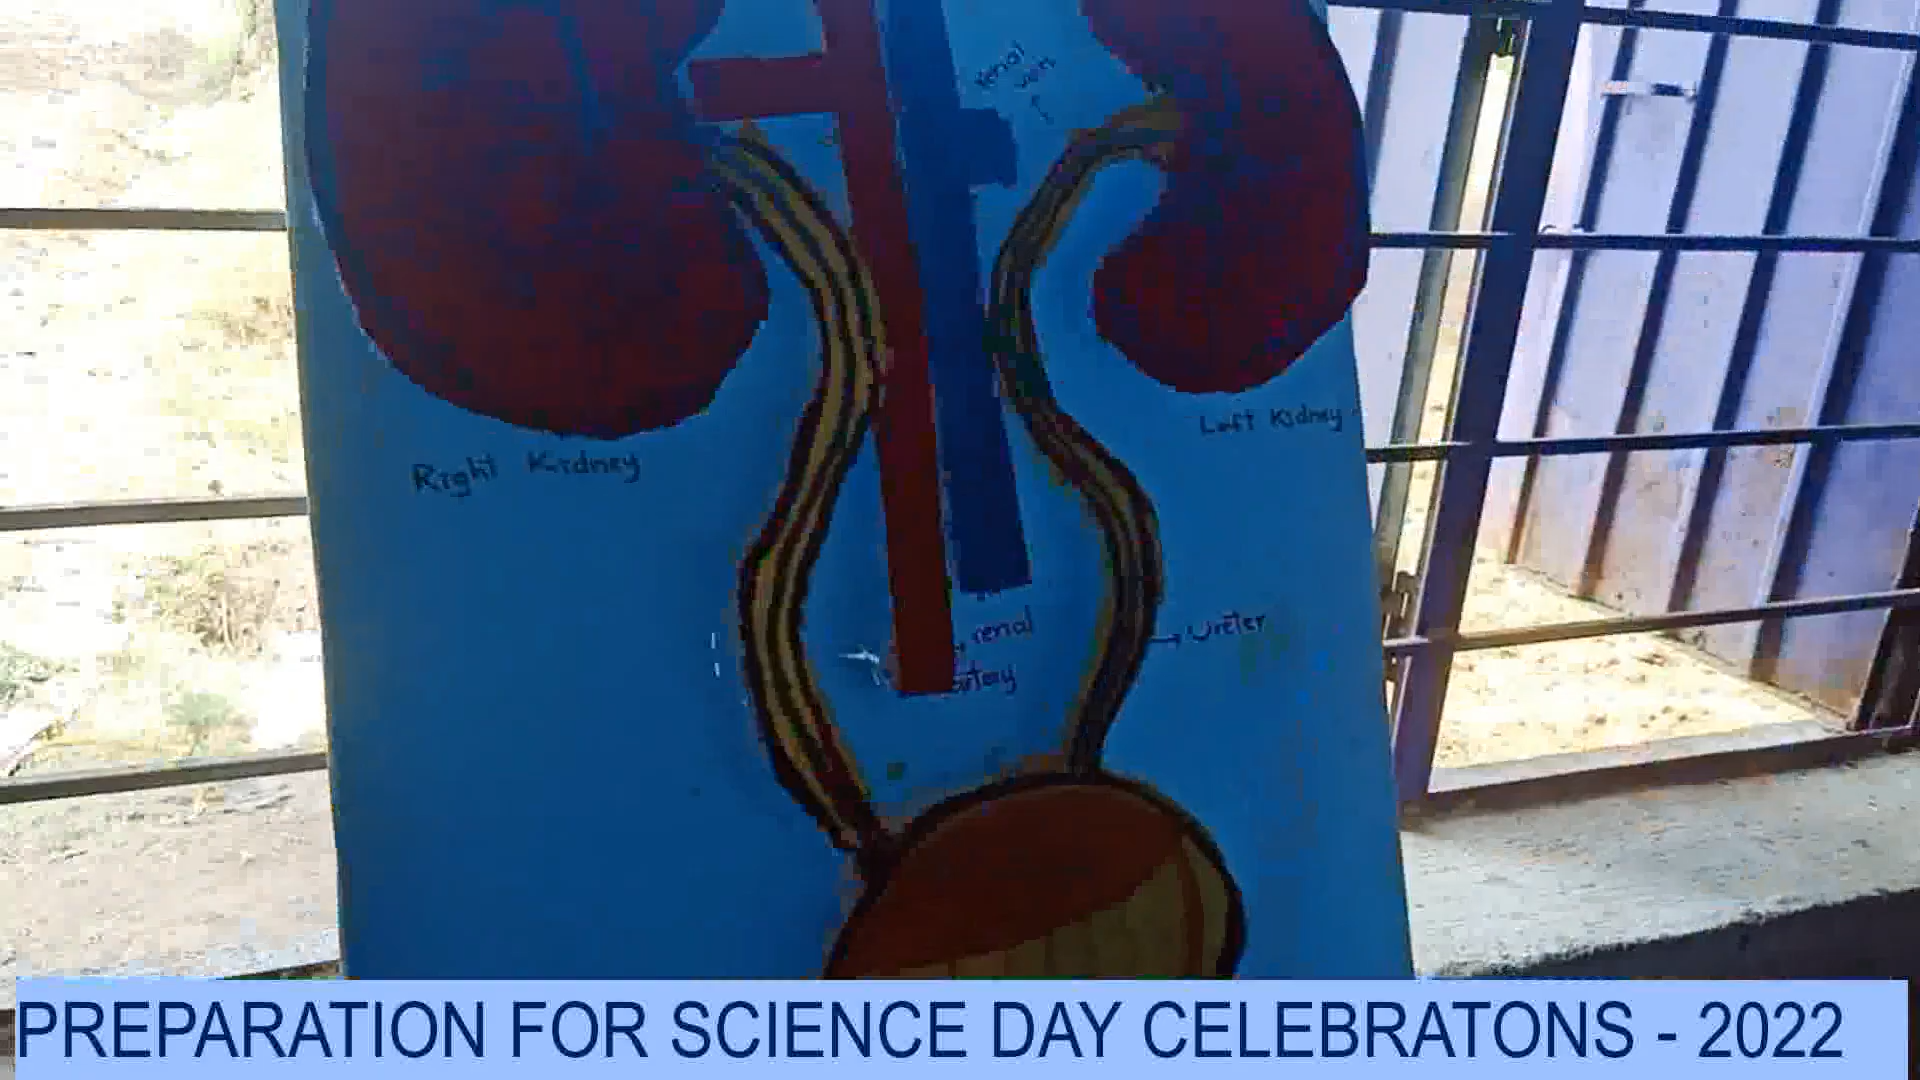 renal
vein
Left Kidney
Right Kidney
renal
artery
Ureter
PREPARATION FOR SCIENCE DAY CELEBRATONS - 2022